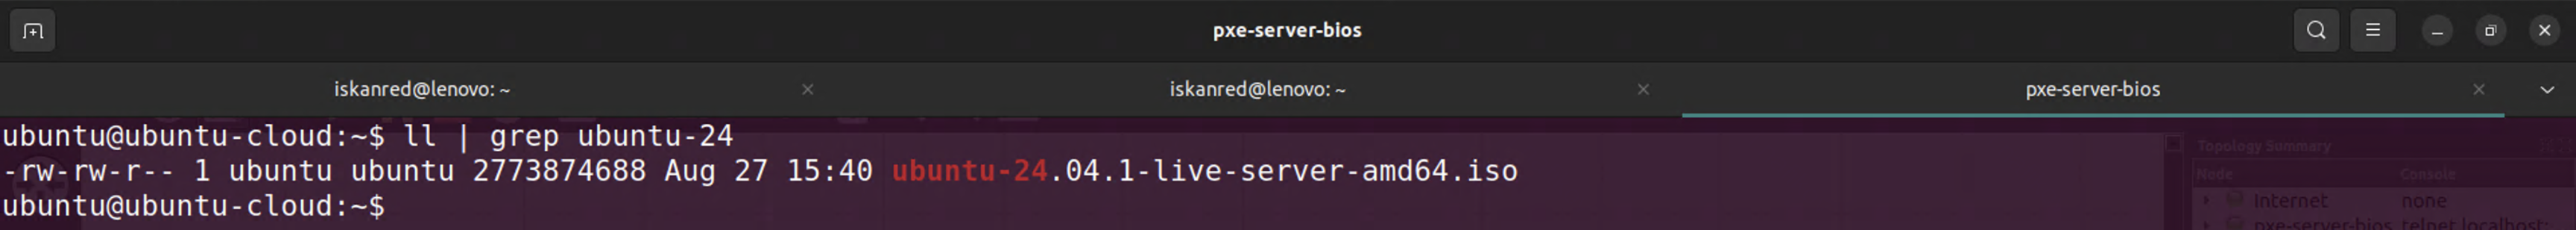 pxe-server-bios
iskanred@lenovo: ~
iskanred@lenovo: ~
pxe-server-bios
ubuntu@ubuntu-cloud:~$ ll | grep ubuntu-24
-rw-rw-r-- 1 ubuntu ubuntu 2773874688 Aug 27 15:40 ubuntu-24.04.1-live-server-amd64.iso
ubuntu@ubuntu-cloud:~$
Topology Summary
Node Console
Internet none
pxe-server-bios telnet localhost: